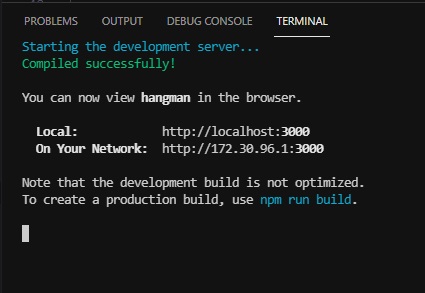 PROBLEMS OUTPUT DEBUG CONSOLE TERMINAL
Starting the development server...
Compiled successfully!
You can now view hangman in the browser.
Local: http://localhost:3000
On Your Network: http://172.30.96.1:3000
Note that the development build is not optimized.
To create a production build, use npm run build.